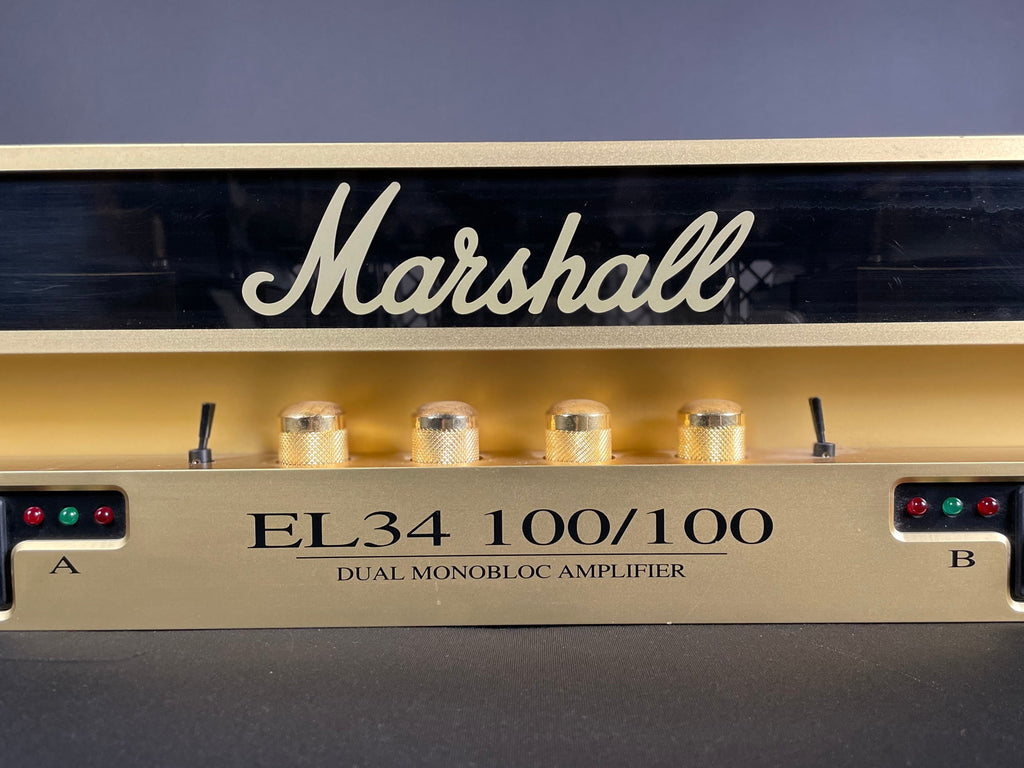 Marshall
EL34 100/100
DUAL MONOBLOC AMPLIFIER
A
B